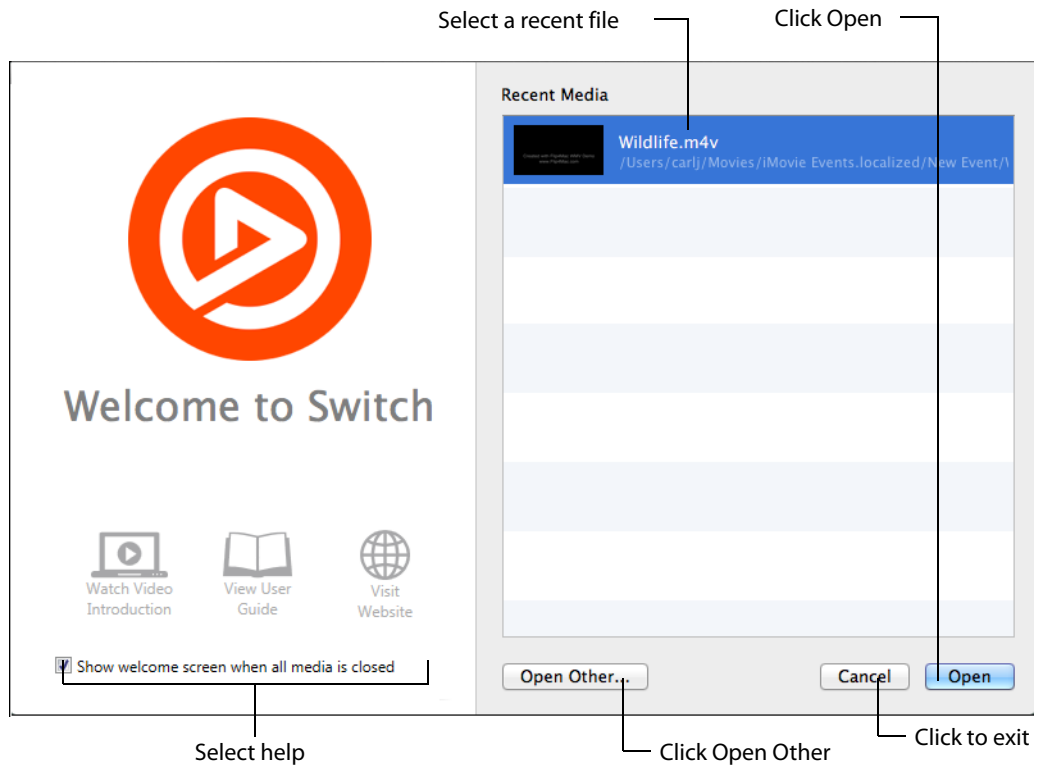 Select a recent file
Click Open
Recent Media
Wildlife.m4v
/Users/carlj/Movies/iMovie Events.localized/New Event/
Welcome to Switch
Watch Video
Introduction
View User
Guide
Visit
Website
Show welcome screen when all media is closed
Open Other...
Cancel
Open
Select help
Click Open Other
Click to exit